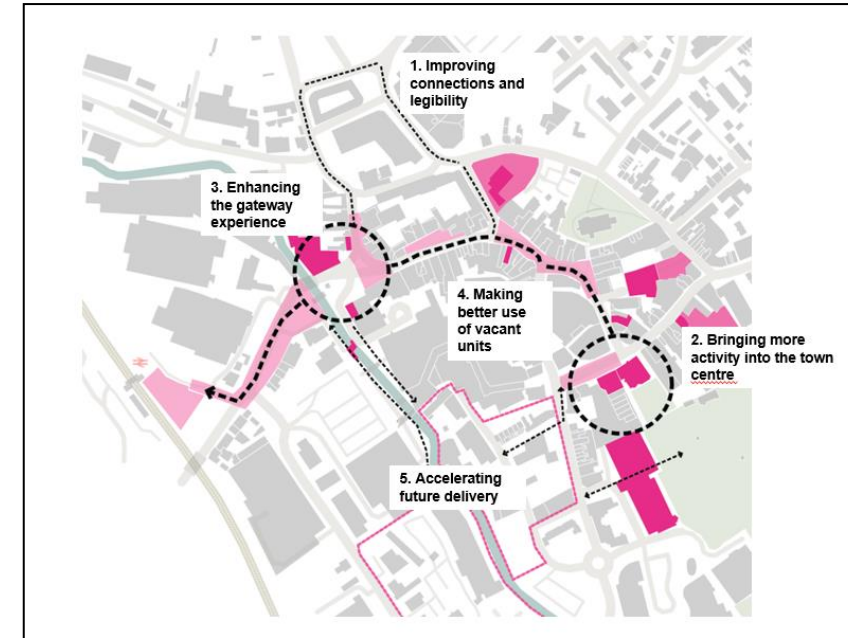 1. Improving
connections and
legibility
3. Enhancing
the gateway
experience
4. Making
better use
of vacant
units
2. Bringing more
activity into the town
centre
5. Accelerating
future delivery